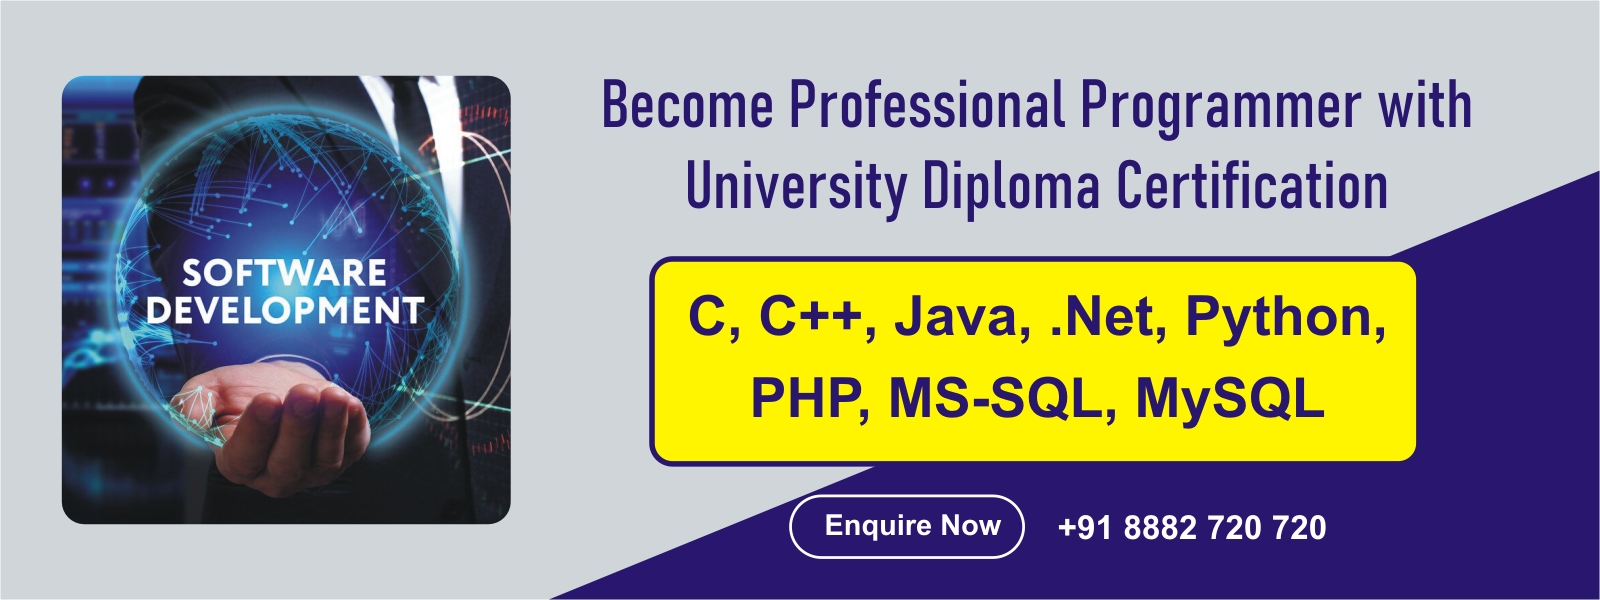 SOFTWARE
DEVELOPMENT
Become Professional Programmer with
University Diploma Certification
C, C++, Java, .Net, Python,
PHP, MS-SQL, MySQL
Enquire Now
+91 8882 720 720